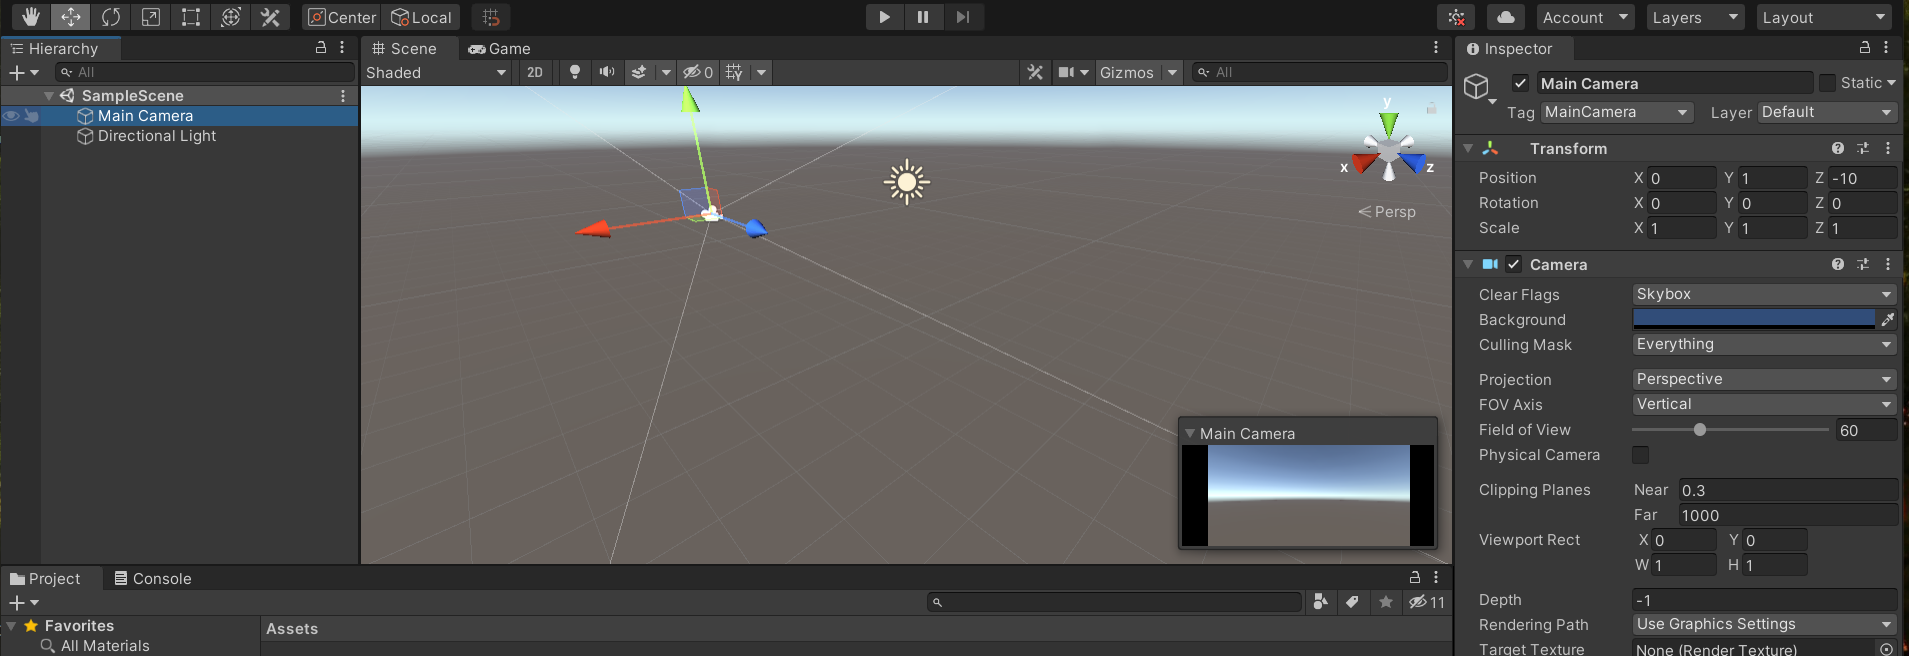 Center Local Account Layers Layout
Hierarchy
All
SampleScene
Main Camera
Directional Light
Scene Game
Shaded 2D 0 Gizmos All
y
x z
Persp
Main Camera
Inspector
Main Camera Static
Tag MainCamera Layer Default
Transform
Position X 0 Y 1 Z -10
Rotation X 0 Y 0 Z 0
Scale X 1 Y 1 Z 1
Camera
Clear Flags Skybox
Background
Culling Mask Everything
Projection Perspective
FOV Axis Vertical
Field of View 60
Physical Camera
Clipping Planes Near 0.3
Far 1000
Viewport Rect X 0 Y 0
W 1 H 1
Depth -1
Rendering Path Use Graphics Settings
Target Texture None (Render Texture)
Project Console
11
Favorites Assets
All Materials